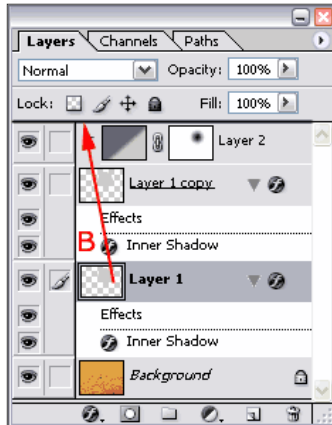 Layers Channels Paths
Normal Opacity: 100%
Lock: Fill: 100%
Layer 2
Layer 1 copy
Effects
B Inner Shadow
Layer 1
Effects
Inner Shadow
Background